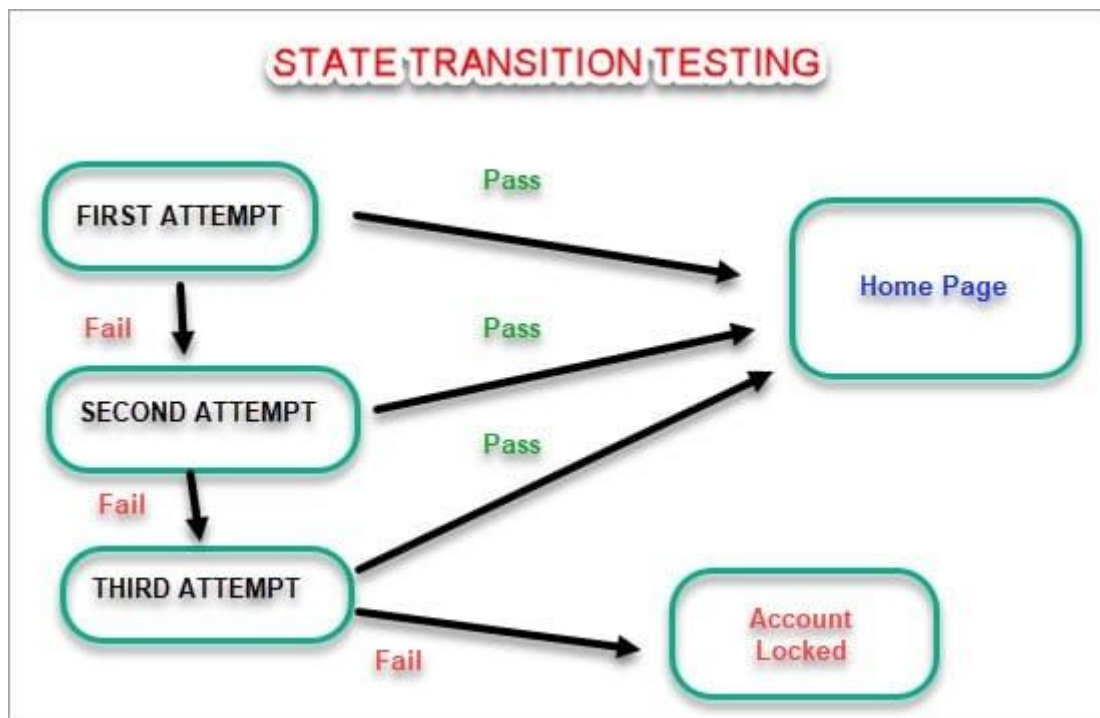 STATE TRANSITION TESTING
Pass
FIRST ATTEMPT
Home Page
Fail
Pass
SECOND ATTEMPT
Pass
Fail
THIRD ATTEMPT
Account
Locked
Fail